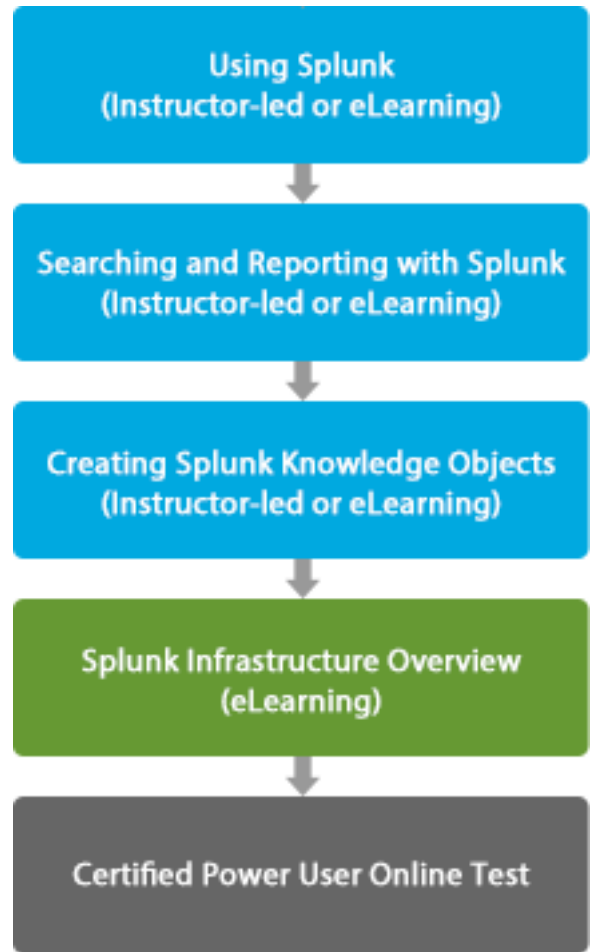 Using Splunk
(Instructor-led or eLearning)
Searching and Reporting with Splunk
(Instructor-led or eLearning)
Creating Splunk Knowledge Objects
(Instructor-led or eLearning)
Splunk Infrastructure Overview
(eLearning)
Certified Power User Online Test